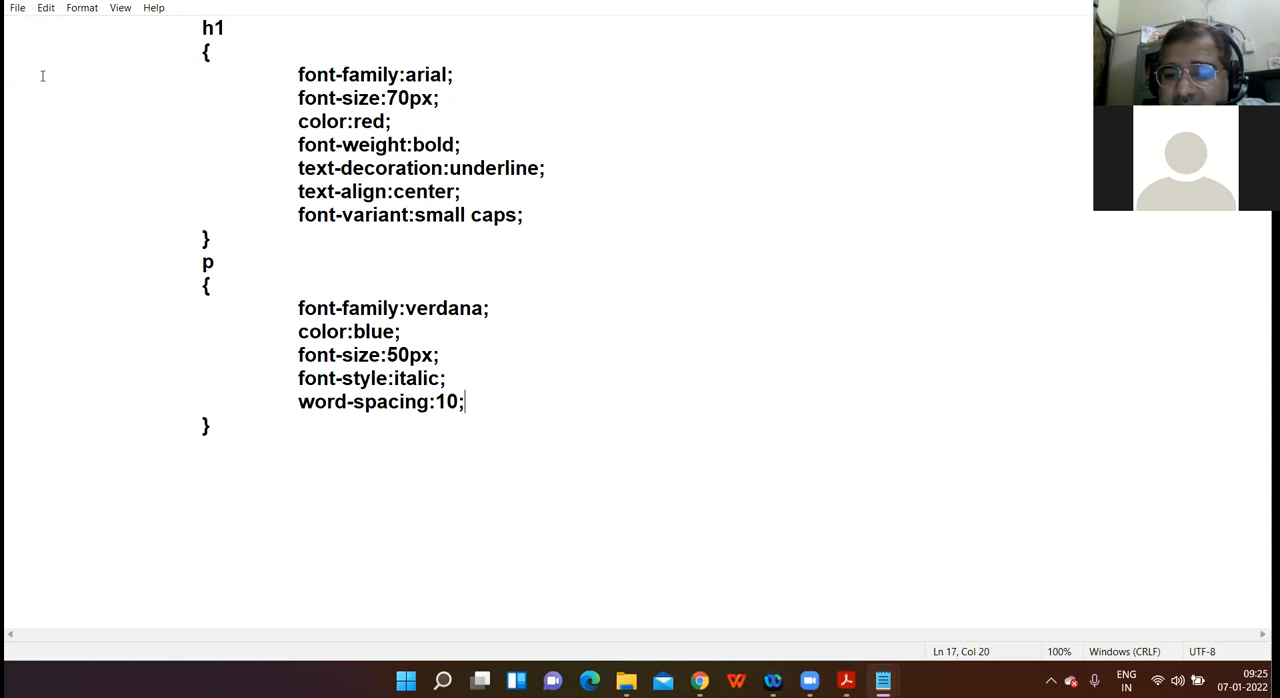 File Edit Format View Help
h1
{
font-family:arial;
font-size:70px;
color:red;
font-weight:bold;
text-decoration:underline;
text-align:center;
font-variant:small caps;
}
p
{
font-family:verdana;
color:blue;
font-size:50px;
font-style:italic;
word-spacing:10;
}
Ln 17, Col 20 100% Windows (CRLF) UTF-8
ENG 09:25
IN 07-01-2022